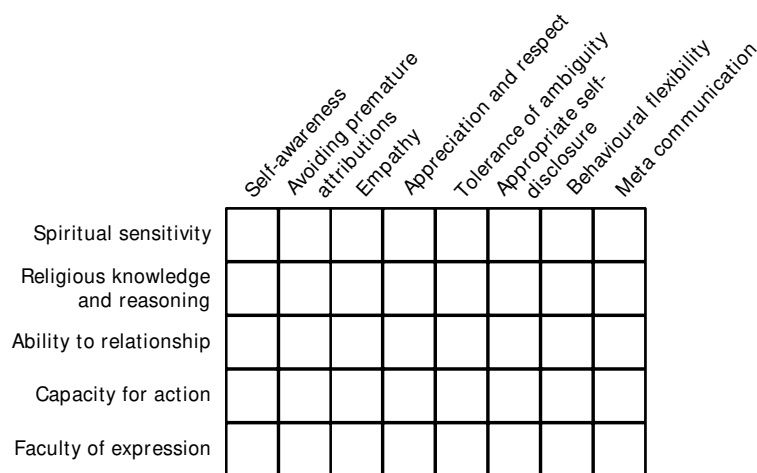 Self-awareness
Avoiding premature
attributions
Empathy
Appreciation and respect
Tolerance of ambiguity
Appropriate self-
disclosure
Behavioural flexibility
Meta communication
Spiritual sensitivity
Religious knowledge
and reasoning
Ability to relationship
Capacity for action
Faculty of expression